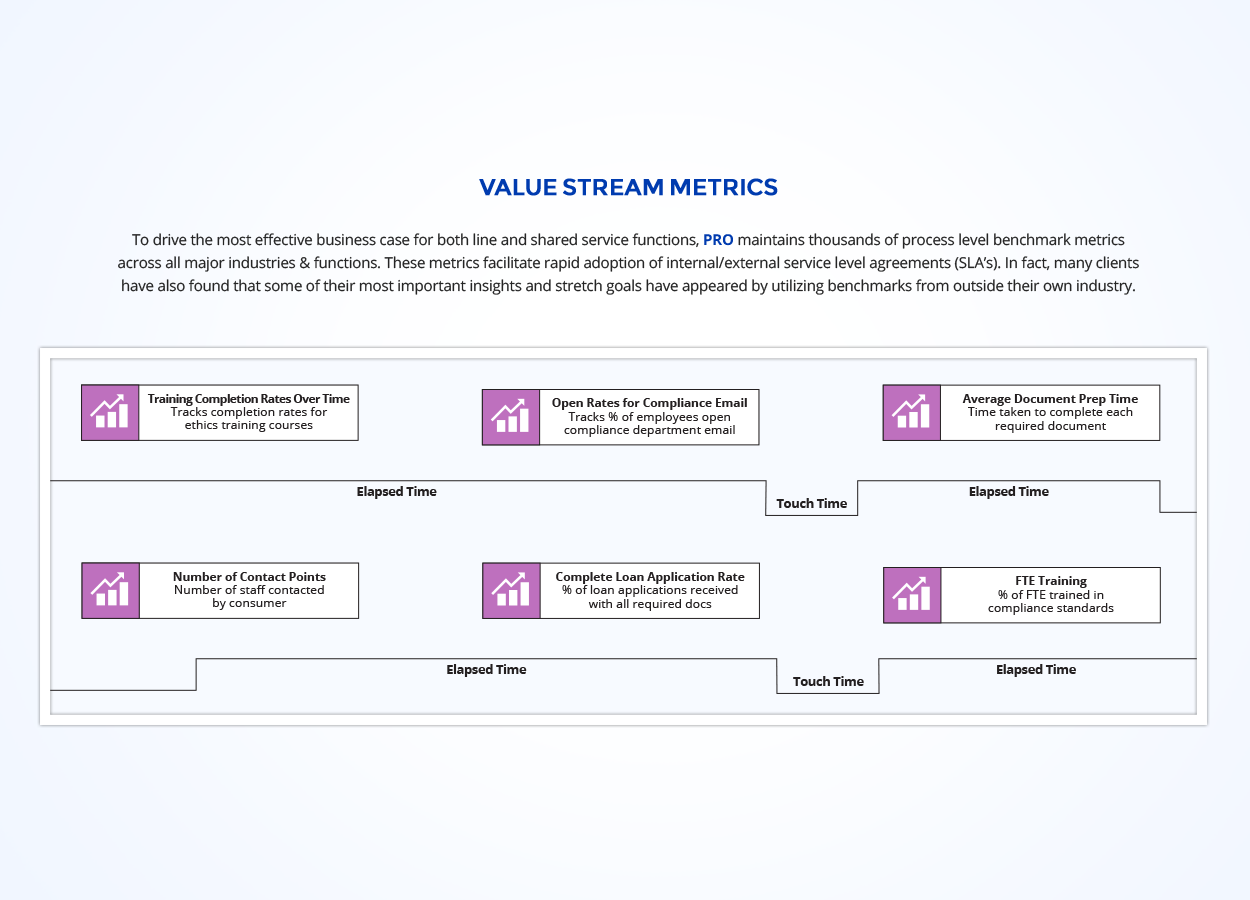 VALUE STREAM METRICS
To drive the most effective business case for both line and shared service functions, PRO maintains thousands of process level benchmark metrics
across all major industries & functions. These metrics facilitate rapid adoption of internal/external service level agreements (SLA's). In fact, many clients
have also found that some of their most important insights and stretch goals have appeared by utilizing benchmarks from outside their own industry.
Training Completion Rates Over Time
Tracks completion rates for
ethics training courses
Open Rates for Compliance Email
Tracks % of employees open
compliance department email
Average Document Prep Time
Time taken to complete each
required document
Elapsed Time
Touch Time
Elapsed Time
Number of Contact Points
Number of staff contacted
by consumer
Complete Loan Application Rate
% of loan applications received
with all required docs
FTE Training
% of FTE trained in
compliance standards
Elapsed Time
Touch Time
Elapsed Time